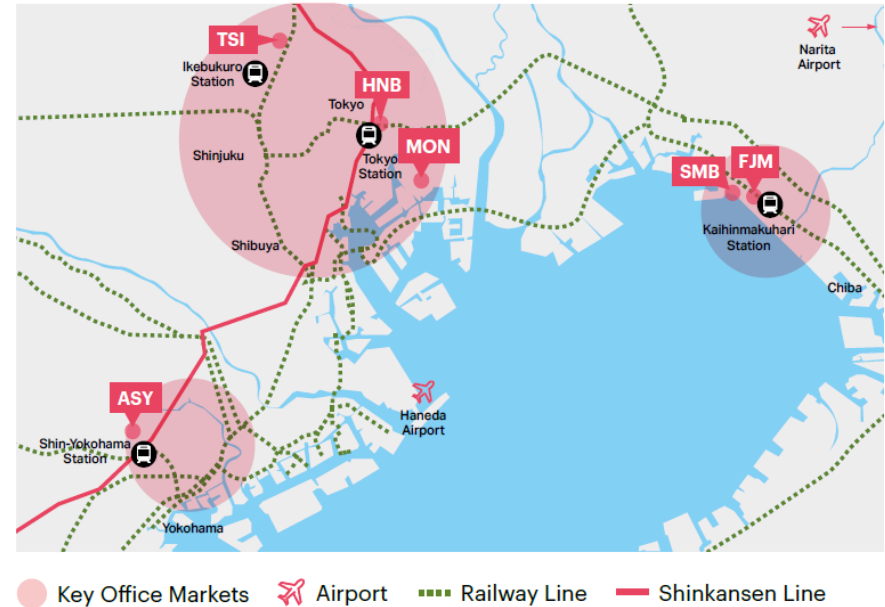 TSI
Ikebukuro
Station
HNB
Tokyo
Tokyo
Station
MON
Shinjuku
Shibuya
Narita
Airport
SMB
FJM
Kaihinmakuhari
Station
Chiba
ASY
Shin-Yokohama
Station
Haneda
Airport
Yokohama
Key Office Markets
Airport
Railway Line
Shinkansen Line